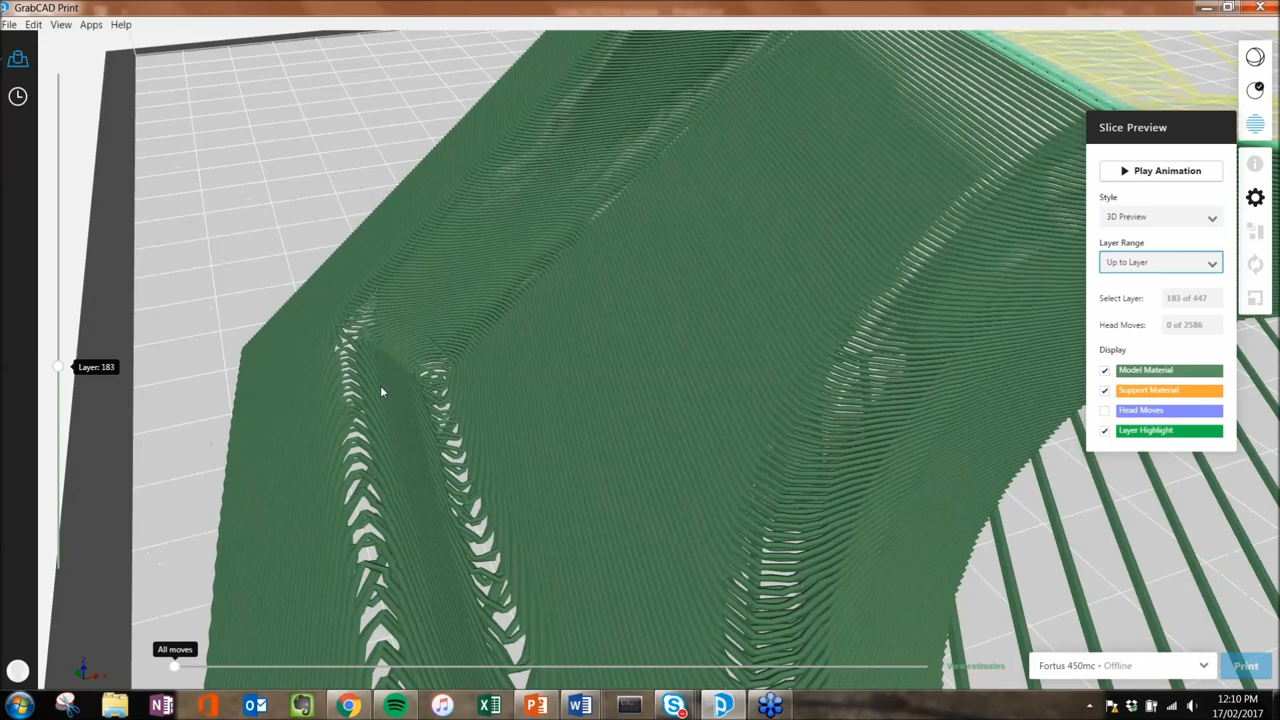 GrabCAD Print
File Edit View Apps Help
Slice Preview
Play Animation
Style
3D Preview
Layer Range
Up to Layer
Select Layer: 183 of 447
Head Moves: 0 of 2586
Display
Model Material
Support Material
Head Moves
Layer Highlight
Layer: 183
All moves
View estimates
Fortus 450mc - Offline
Print
12:10 PM
17/02/2017